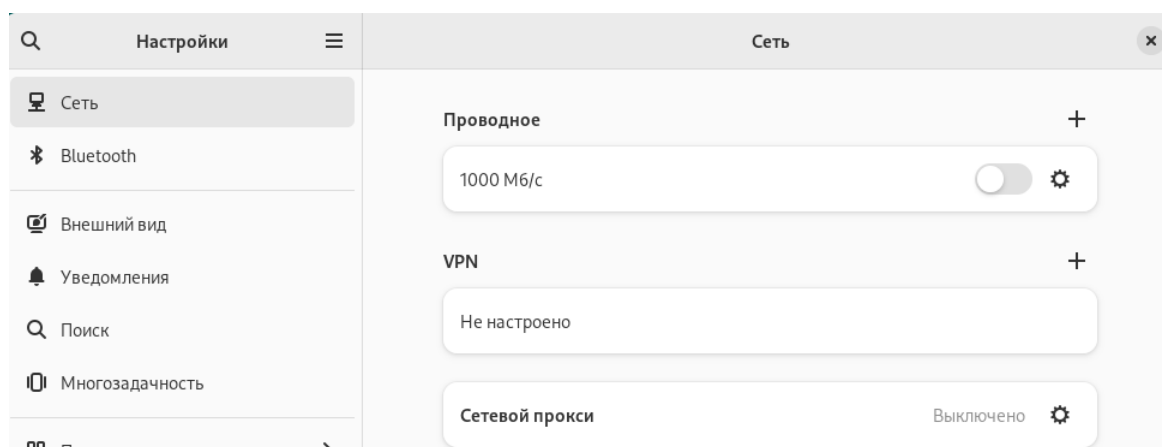 Настройки
Сеть
Сеть
Bluetooth
Внешний вид
Уведомления
Поиск
Многозадачность
Проводное
1000 Мб/с
VPN
Не настроено
Сетевой прокси
Выключено